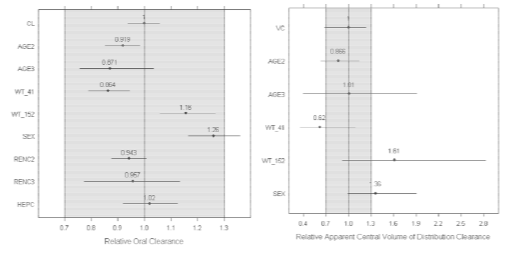 CL
1
AGE2
0.919
AGE3
0.871
WT_41
0.864
WT_152
1.16
SEX
1.26
RENC2
0.943
RENC3
0.957
HEPC
1.02
0.7 0.8 0.9 1.0 1.1 1.2 1.3
Relative Oral Clearance
VC
1
AGE2
0.866
AGE3
1.01
WT_41
0.62
WT_152
1.61
SEX
0.4 0.7 1.0 1.3 1.6 1.9 2.2 2.5 2.8
Relative Apparent Central Volume of Distribution Clearance